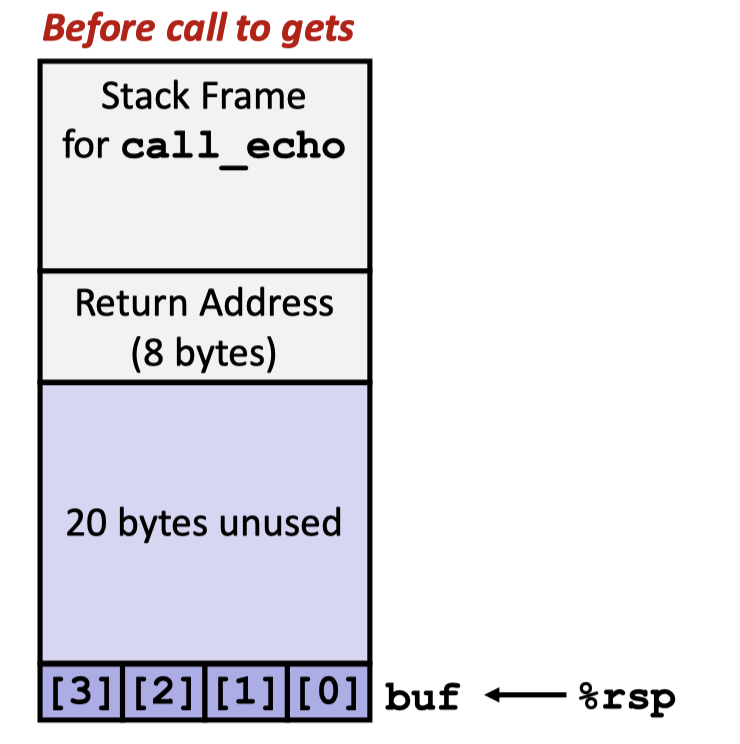 Before call to gets
Stack Frame
for call_echo
Return Address
(8 bytes)
20 bytes unused
[3] [2] [1] [0] buf %rsp